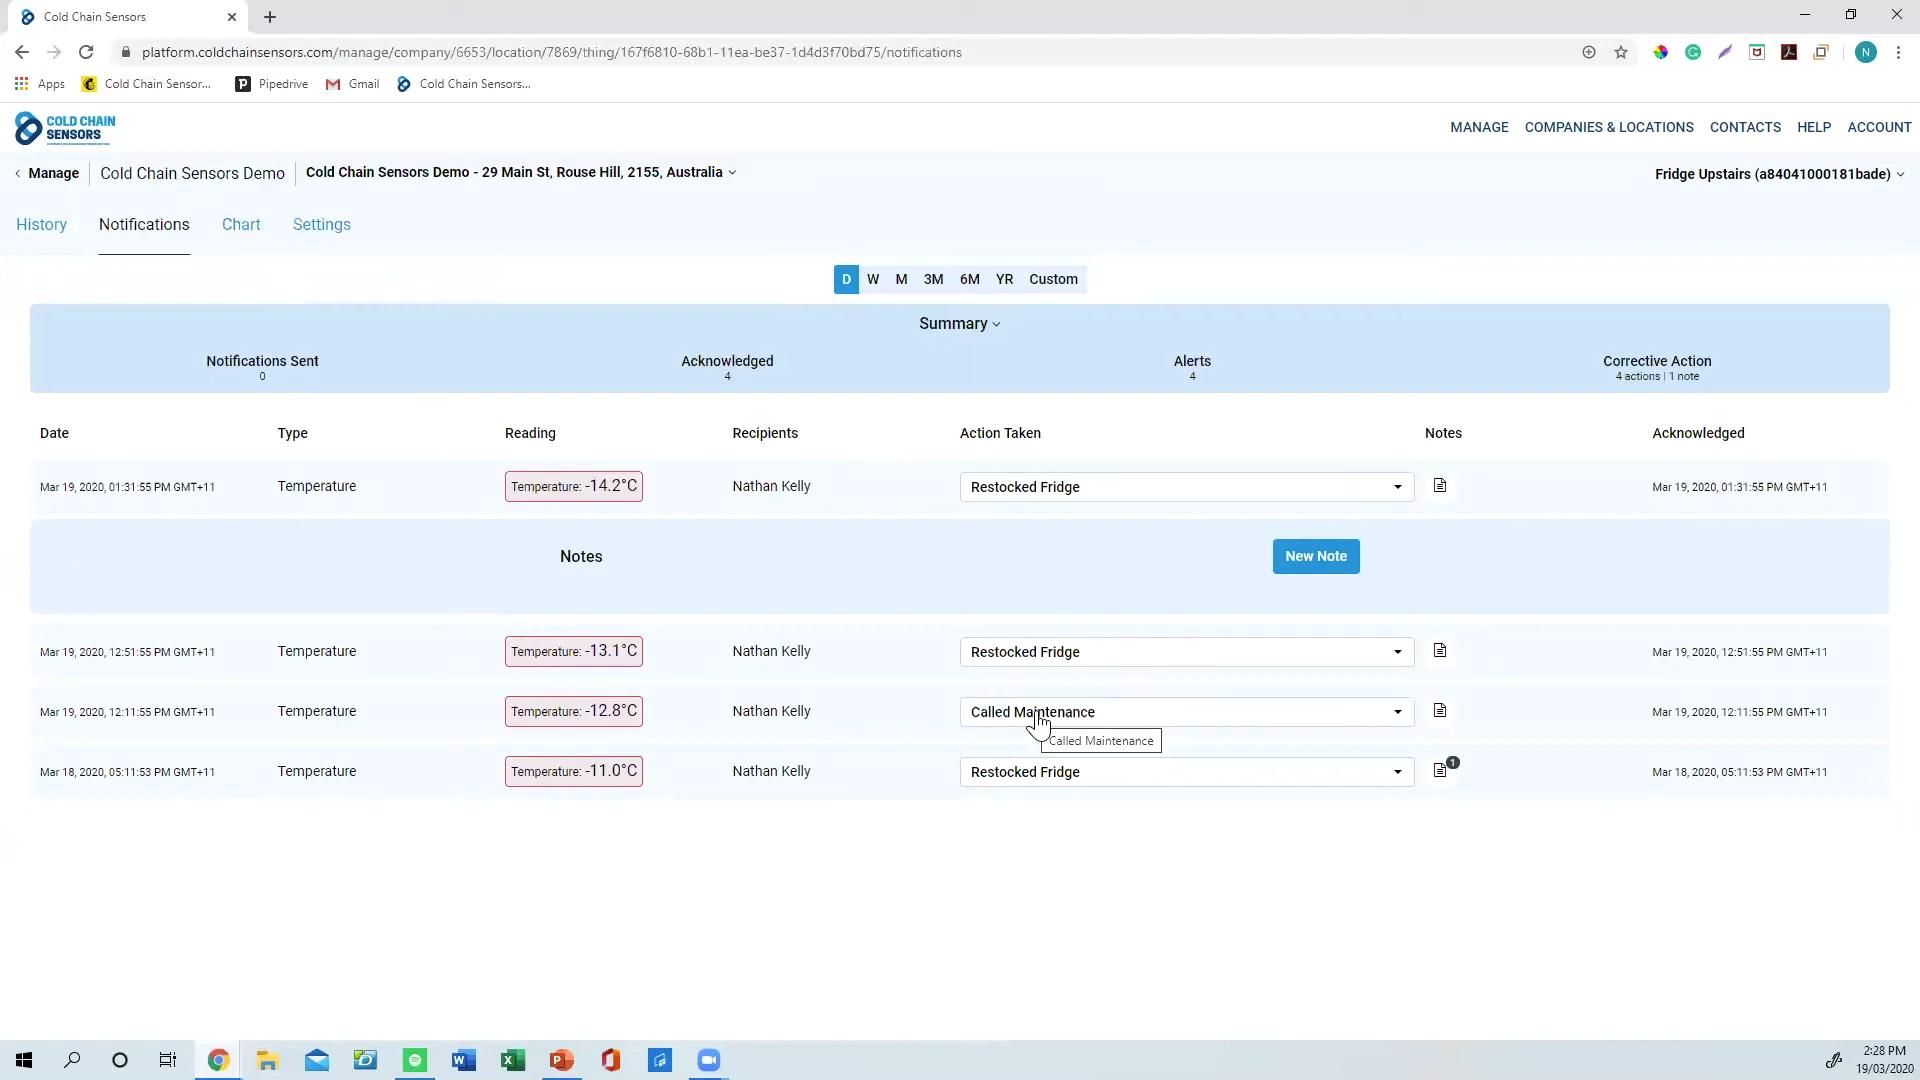 Cold Chain Sensors
platform.coldchainsensors.com/manage/company/6653/location/7869/thing/167f6810-68b1-11ea-be37-1d4d3f70bd75/notifications
N
Apps Cold Chain Sensor... Pipedrive Gmail Cold Chain Sensors...
COLD CHAIN
SENSORS
MANAGE COMPANIES & LOCATIONS CONTACTS HELP ACCOUNT
Manage Cold Chain Sensors Demo Cold Chain Sensors Demo - 29 Main St, Rouse Hill, 2155, Australia Fridge Upstairs (a84041000181bade)
History Notifications Chart Settings
D W M 3M 6M YR Custom
Summary
Notifications Sent Acknowledged Alerts Corrective Action
0 4 4 4 actions | 1 note
Date Type Reading Recipients Action Taken Notes Acknowledged
Mar 19, 2020, 01:31:55 PM GMT+11 Temperature Temperature: -14.2°C Nathan Kelly Restocked Fridge Mar 19, 2020, 01:31:55 PM GMT+11
Notes New Note
Mar 19, 2020, 12:51:55 PM GMT+11 Temperature Temperature: -13.1°C Nathan Kelly Restocked Fridge Mar 19, 2020, 12:51:55 PM GMT+11
Mar 19, 2020, 12:11:55 PM GMT+11 Temperature Temperature: -12.8°C Nathan Kelly Called Maintenance Mar 19, 2020, 12:11:55 PM GMT+11
Called Maintenance
Mar 18, 2020, 05:11:53 PM GMT+11 Temperature Temperature: -11.0°C Nathan Kelly Restocked Fridge 1 Mar 18, 2020, 05:11:53 PM GMT+11
2:28 PM
19/03/2020